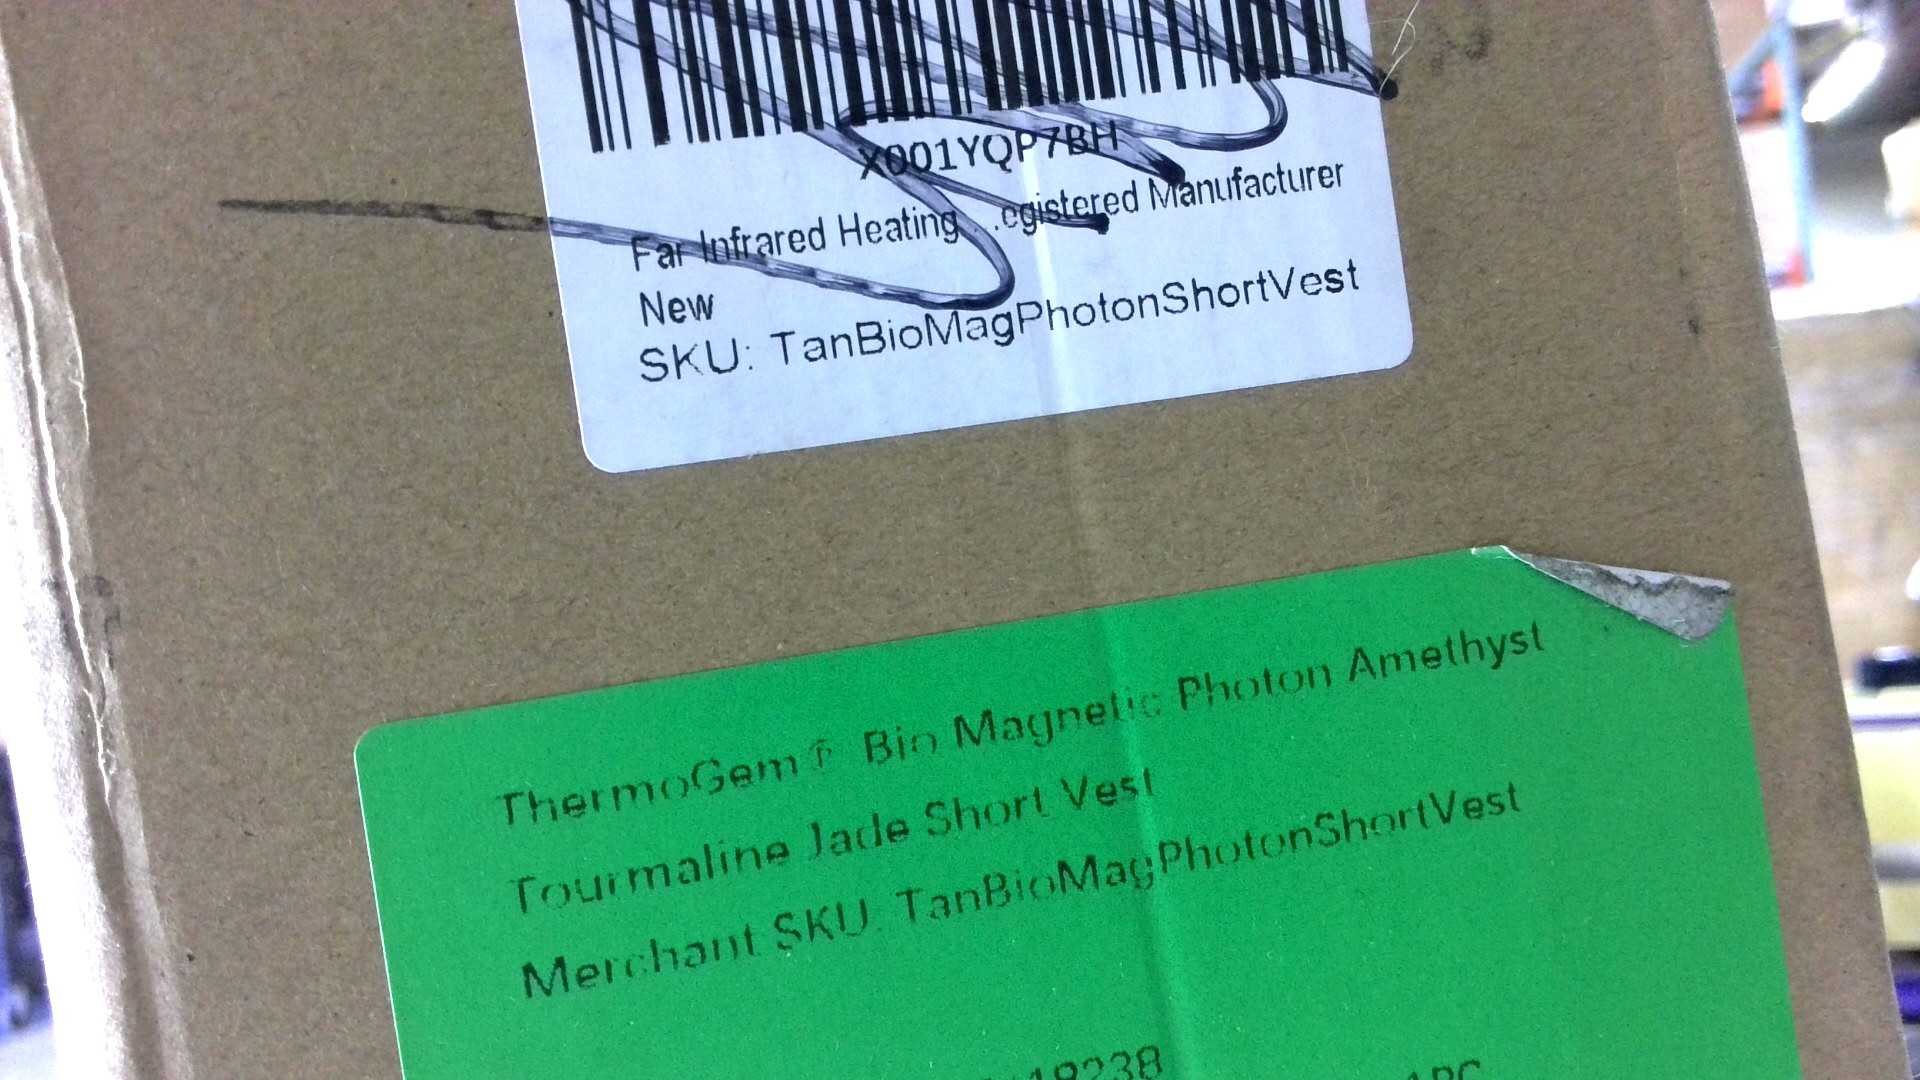 X001YQP7BH
Far Infrared Heating ...egistered Manufacturer
New
SKU: TanBioMagPhotonShortVest
ThermoGem® Bio Magnetic Photon Amethyst
Tourmaline Jade Short Vest
Merchant SKU: TanBioMagPhotonShortVest